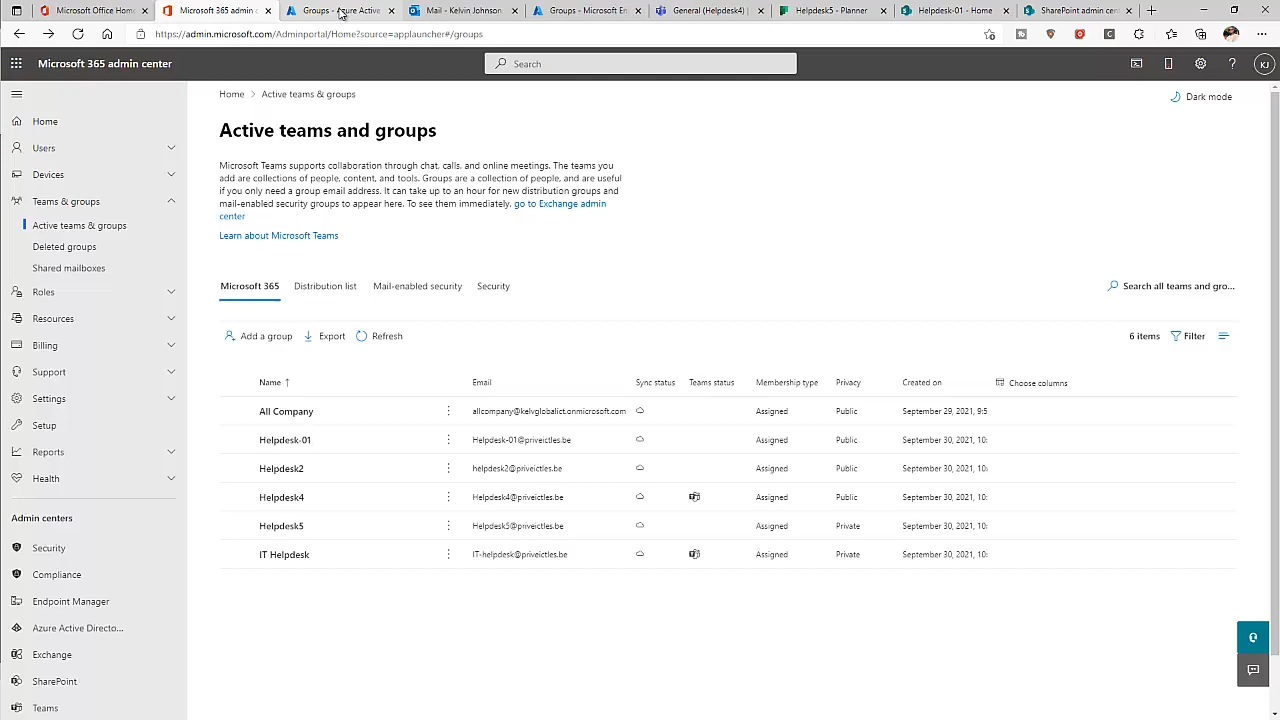 Microsoft Office Home
Microsoft 365 admin c
Groups - Azure Active
Mail - Kelvin Johnson
Groups - Microsoft En
General (Helpdesk4) |
Helpdesk5 - Planner
Helpdesk-01 - Home
SharePoint admin cen
https://admin.microsoft.com/Adminportal/Home?source=applauncher#/groups
Microsoft 365 admin center
Search
KJ
Home > Active teams & groups
Dark mode
Active teams and groups
Microsoft Teams supports collaboration through chat, calls, and online meetings. The teams you
add are collections of people, content, and tools. Groups are a collection of people, and are useful
if you only need a group email address. It can take up to an hour for new distribution groups and
mail-enabled security groups to appear here. To see them immediately, go to Exchange admin
center
Learn about Microsoft Teams
Home
Users
Devices
Teams & groups
Active teams & groups
Deleted groups
Shared mailboxes
Roles
Resources
Billing
Support
Settings
Setup
Reports
Health
Admin centers
Security
Compliance
Endpoint Manager
Azure Active Directo...
Exchange
SharePoint
Teams
Microsoft 365 Distribution list Mail-enabled security Security
Search all teams and gro...
Add a group Export Refresh
6 items Filter
Name ↑ Email Sync status Teams status Membership type Privacy Created on Choose columns
All Company allcompany@kelvglobalict.onmicrosoft.com Assigned Public September 29, 2021, 9:5
Helpdesk-01 Helpdesk-01@priveictles.be Assigned Public September 30, 2021, 10:
Helpdesk2 helpdesk2@priveictles.be Assigned Public September 30, 2021, 10:
Helpdesk4 Helpdesk4@priveictles.be Assigned Public September 30, 2021, 10:
Helpdesk5 Helpdesk5@priveictles.be Assigned Private September 30, 2021, 10:
IT Helpdesk IT-helpdesk@priveictles.be Assigned Private September 30, 2021, 10: